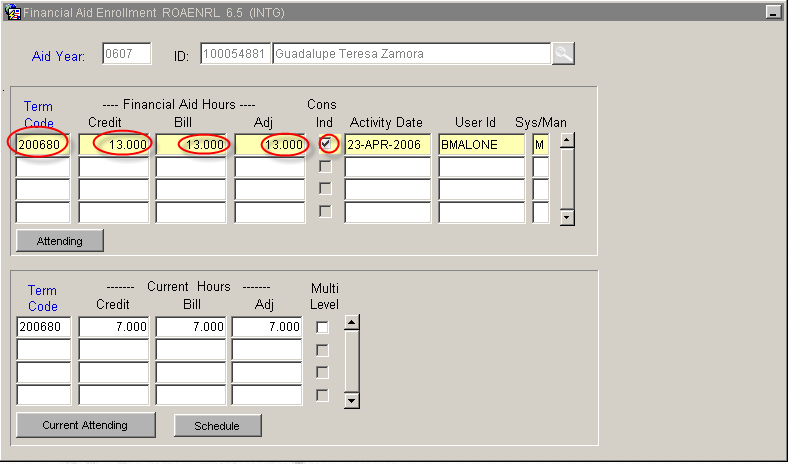 Financial Aid Enrollment ROAENRL 6.5 (INTG)
Aid Year: 0607 ID: 100054881 Guadalupe Teresa Zamora
Term ---- Financial Aid Hours ---- Cons
Code Credit Bill Adj Ind Activity Date User Id Sys/Man
200680 13.000 13.000 13.000 23-APR-2006 BMALONE M
Attending
Term ------- Current Hours ------- Multi
Code Credit Bill Adj Level
200680 7.000 7.000 7.000
Current Attending Schedule